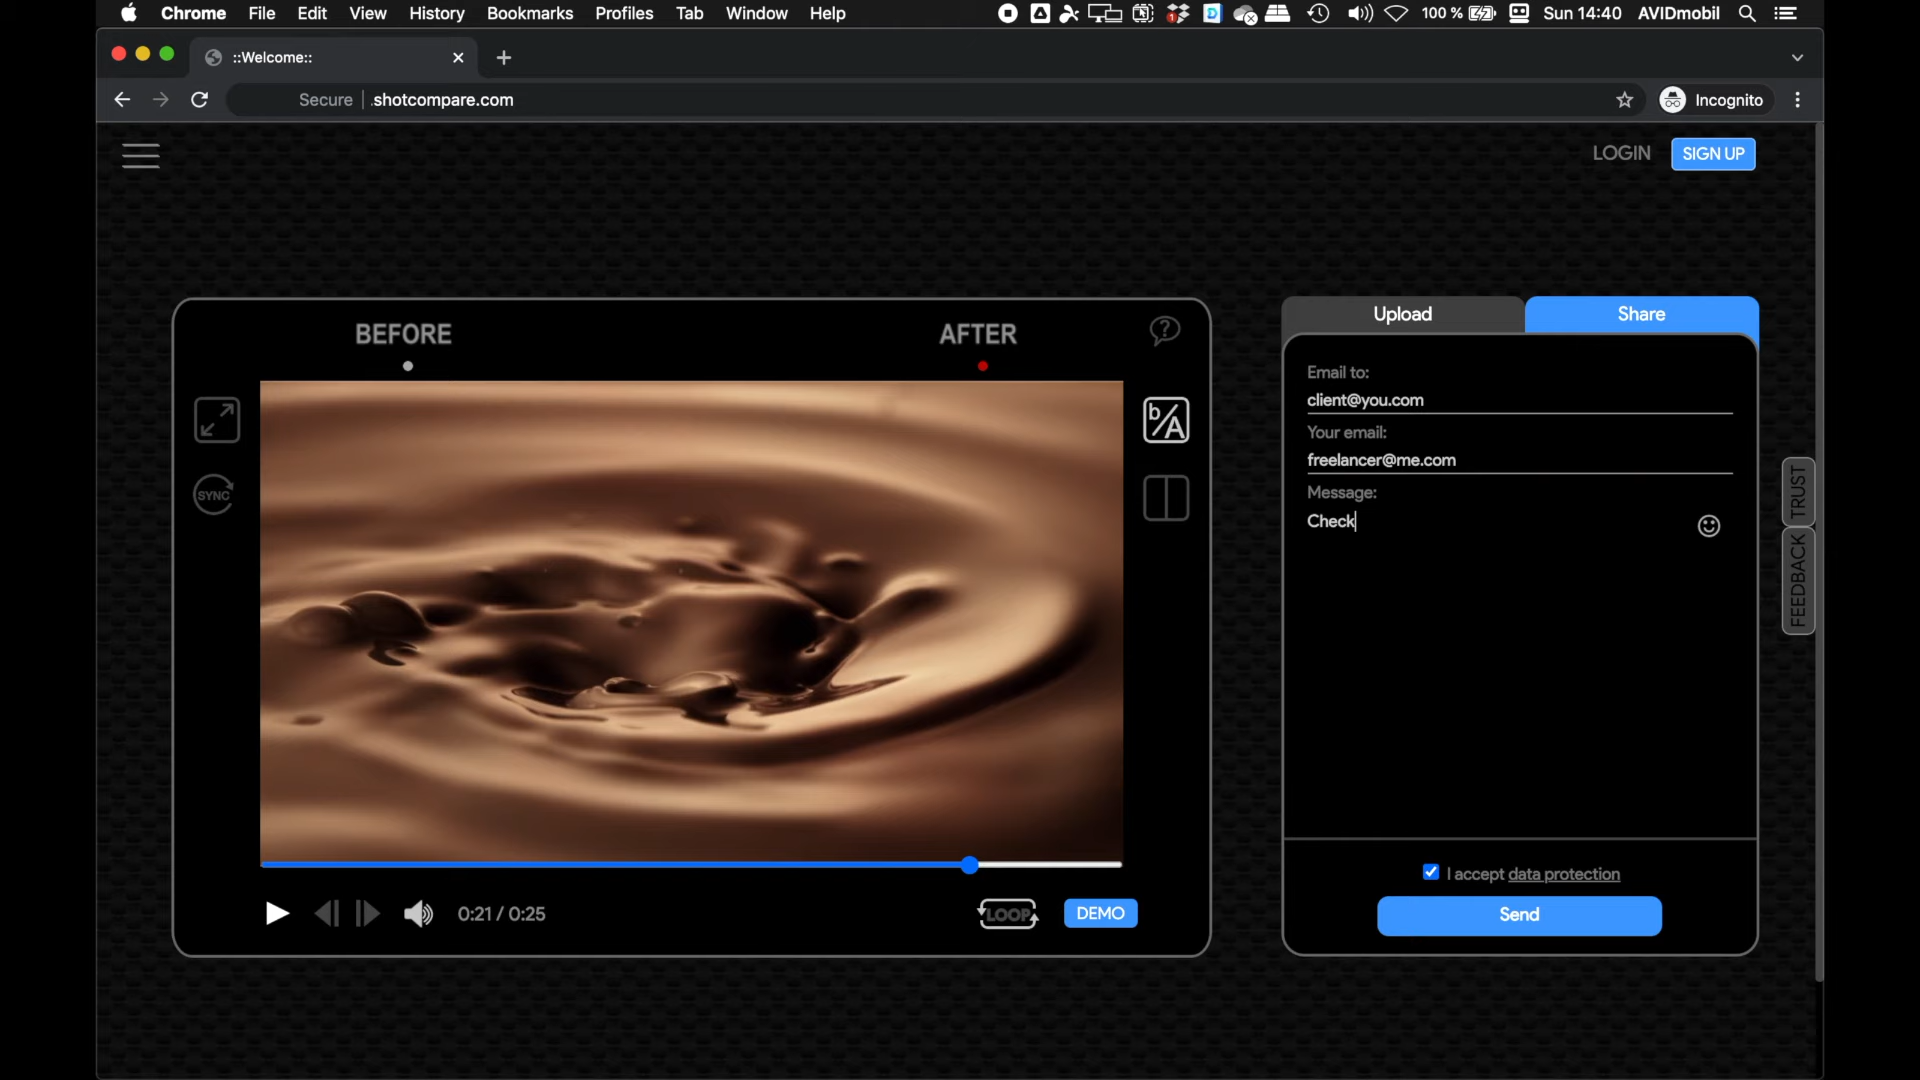 Chrome File Edit View History Bookmarks Profiles Tab Window Help 1 100 % Sun 14:40 AVIDmobil
::Welcome::
Secure .shotcompare.com Incognito
LOGIN SIGN UP
BEFORE AFTER ?
b/A
SYNC
0:21 / 0:25 LOOP DEMO
Upload Share
Email to:
client@you.com
Your email:
freelancer@me.com
Message:
Check
I accept data protection
Send
TRUST
FEEDBACK